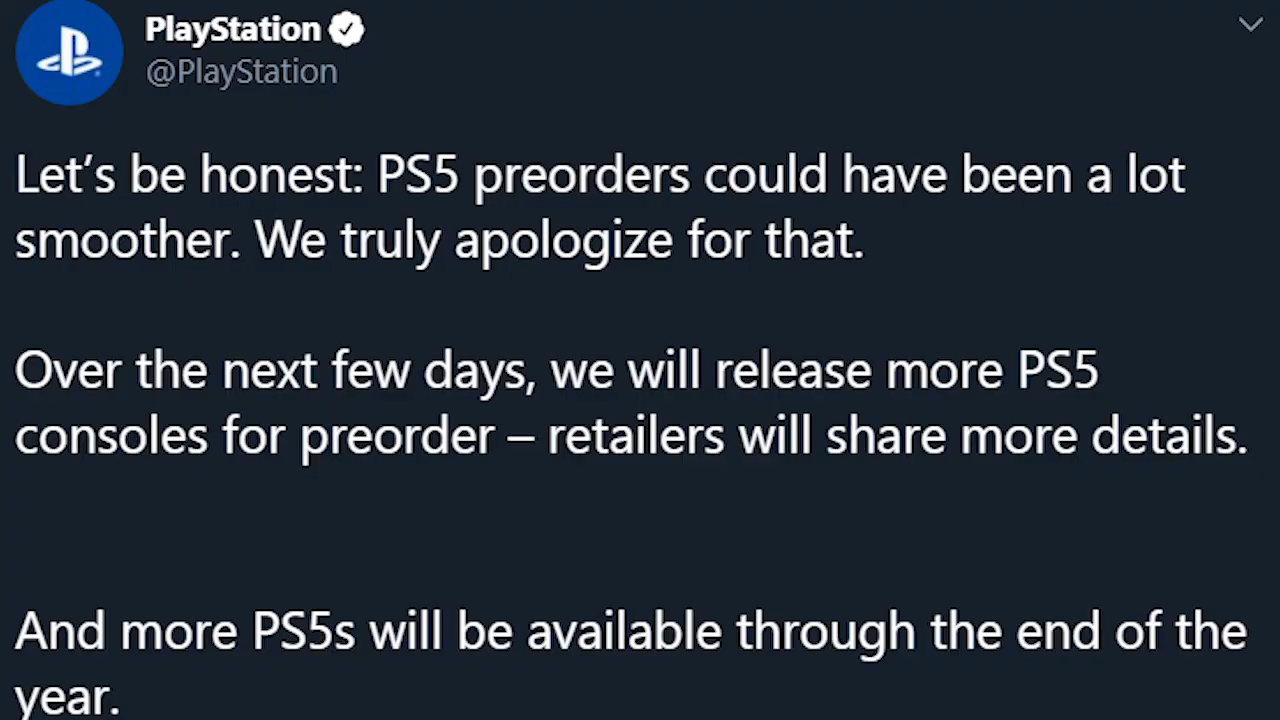 PlayStation
@PlayStation
Let’s be honest: PS5 preorders could have been a lot
smoother. We truly apologize for that.
Over the next few days, we will release more PS5
consoles for preorder – retailers will share more details.
And more PS5s will be available through the end of the
year.